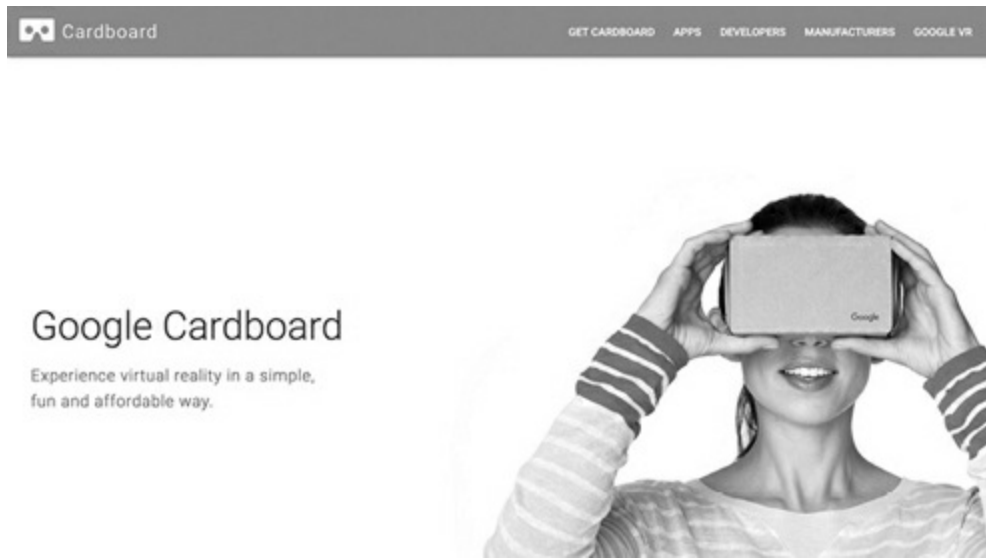 Cardboard
GET CARDBOARD APPS DEVELOPERS MANUFACTURERS GOOGLE VR
Google Cardboard
Experience virtual reality in a simple,
fun and affordable way.
Google